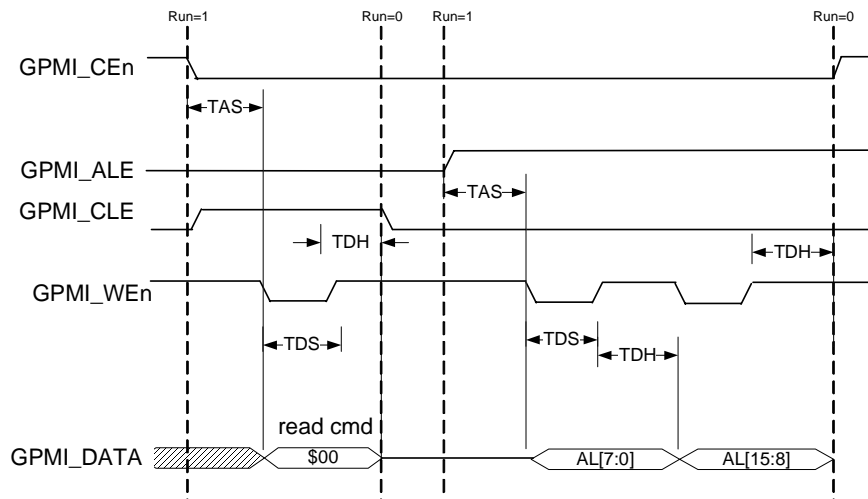 Run=1
Run=0
Run=1
Run=0
GPMI_CEn
TAS
GPMI_ALE
TAS
GPMI_CLE
TDH
TDH
GPMI_WEn
TDS
TDS
TDH
read cmd
GPMI_DATA
$00
AL[7:0]
AL[15:8]